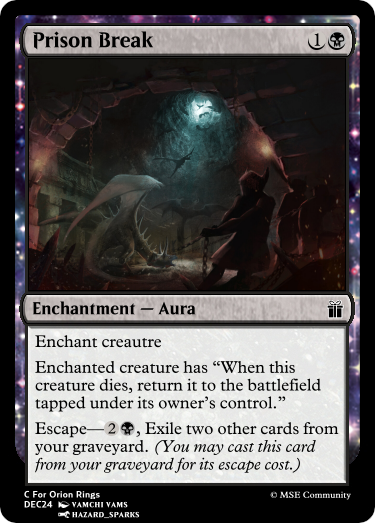 Prison Break 1
Enchantment — Aura
Enchant creautre
Enchanted creature has “When this
creature dies, return it to the battlefield
tapped under its owner’s control.”
Escape—2, Exile two other cards from
your graveyard. (You may cast this card
from your graveyard for its escape cost.)
C For Orion Rings
DEC24 VAMCHI VAMS
HAZARD_SPARKS
© MSE Community